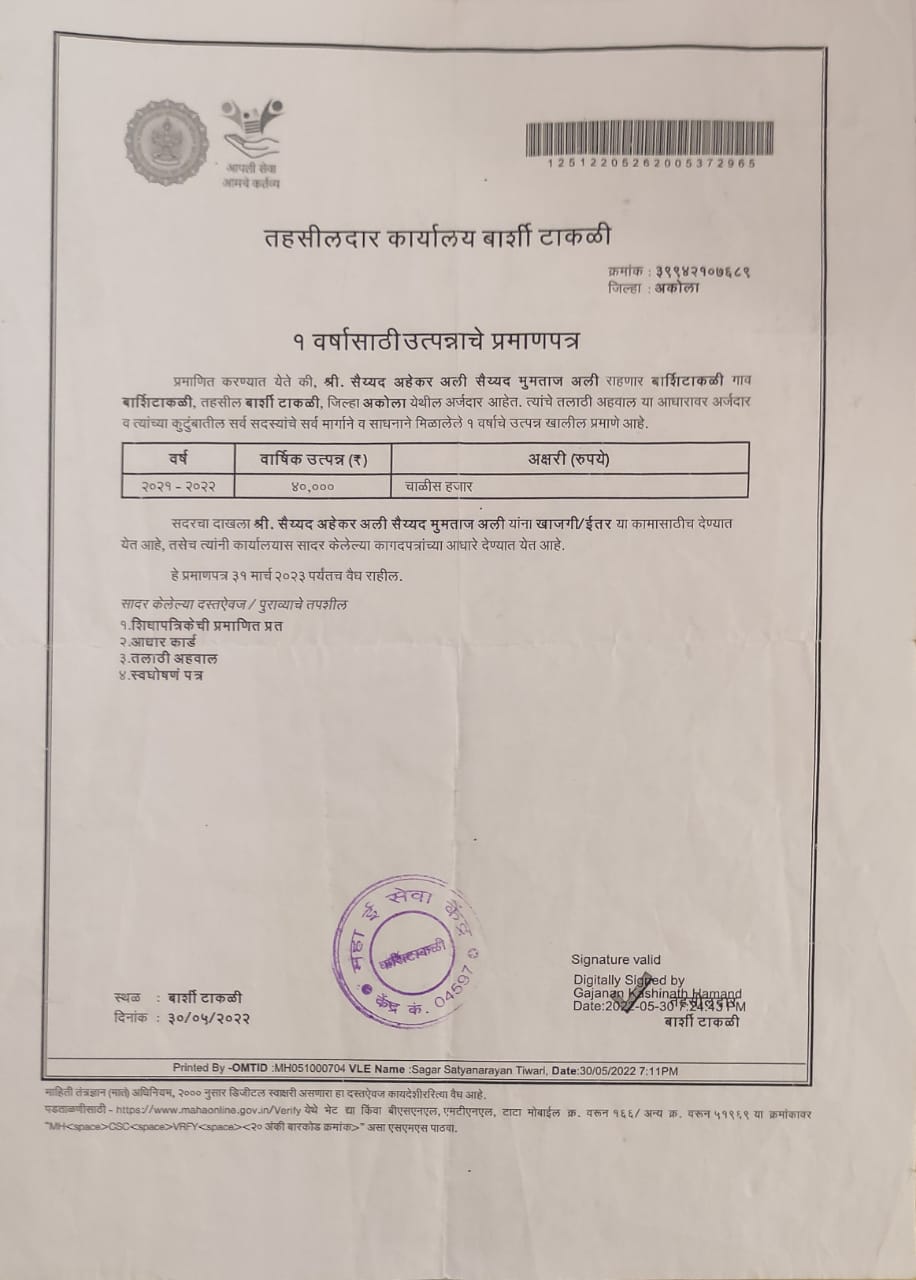 आपली सेवा
आमचे कर्तव्य
12512205262005372965
तहसीलदार कार्यालय बार्शी टाकळी
क्रमांक : ३९९४२१०७६८९
जिल्हा : अकोला
१ वर्षासाठी उत्पन्नाचे प्रमाणपत्र
प्रमाणित करण्यात येते की, श्री. सैय्यद अहेकर अली सैय्यद मुमताज अली राहणार बार्शिटाकळी गाव
बार्शिटाकळी, तहसील बार्शी टाकळी, जिल्हा अकोला येथील अर्जदार आहेत. त्यांचे तलाठी अहवाल या आधारावर अर्जदार
व त्यांच्या कुटुंबातील सर्व सदस्यांचे सर्व मार्गाने व साधनाने मिळालेले १ वर्षाचे उत्पन्न खालील प्रमाणे आहे.
वर्ष वार्षिक उत्पन्न (₹) अक्षरी (रुपये)
२०२१ - २०२२ ४०,००० चाळीस हजार
सदरचा दाखला श्री. सैय्यद अहेकर अली सैय्यद मुमताज अली यांना खाजगी/ईतर या कामासाठीच देण्यात
येत आहे, तसेच त्यांनी कार्यालयास सादर केलेल्या कागदपत्रांच्या आधारे देण्यात येत आहे.
हे प्रमाणपत्र ३१ मार्च २०२३ पर्यंतच वैध राहील.
सादर केलेल्या दस्तऐवज / पुराव्याचे तपशील
१.शिधापत्रिकेची प्रमाणित प्रत
२.आधार कार्ड
३.तलाठी अहवाल
४.स्वघोषणं पत्र
महा ई सेवा केंद्र
बार्शिटाकळी
केंद्र कं. 04597
Signature valid
Digitally Signed by
Gajanan Kashinath Hamand
तहसीलदार
Date:2022-05-30 7:24:43 PM
बार्शी टाकळी
स्थळ : बार्शी टाकळी
दिनांक : ३०/०५/२०२२
Printed By -OMTID :MH051000704 VLE Name :Sagar Satyanarayan Tiwari, Date:30/05/2022 7:11PM
माहिती तंत्रज्ञान (माते) अधिनियम, २००० नुसार डिजीटल स्वाक्षरी असणारा हा दस्तऐवज कायदेशीररित्या वैध आहे.
पडताळणीसाठी - https://www.mahaonline.gov.in/Verify येथे भेट द्या किंवा बीएसएनएल, एमटीएनएल, टाटा मोबाईल क्र. वरून १६६/ अन्य क्र. वरून ५१९६९ या क्रमांकावर
"MH<space>CSC<space>VRFY<space><२० अंकी बारकोड क्रमांक>" असा एसएमएस पाठवा.